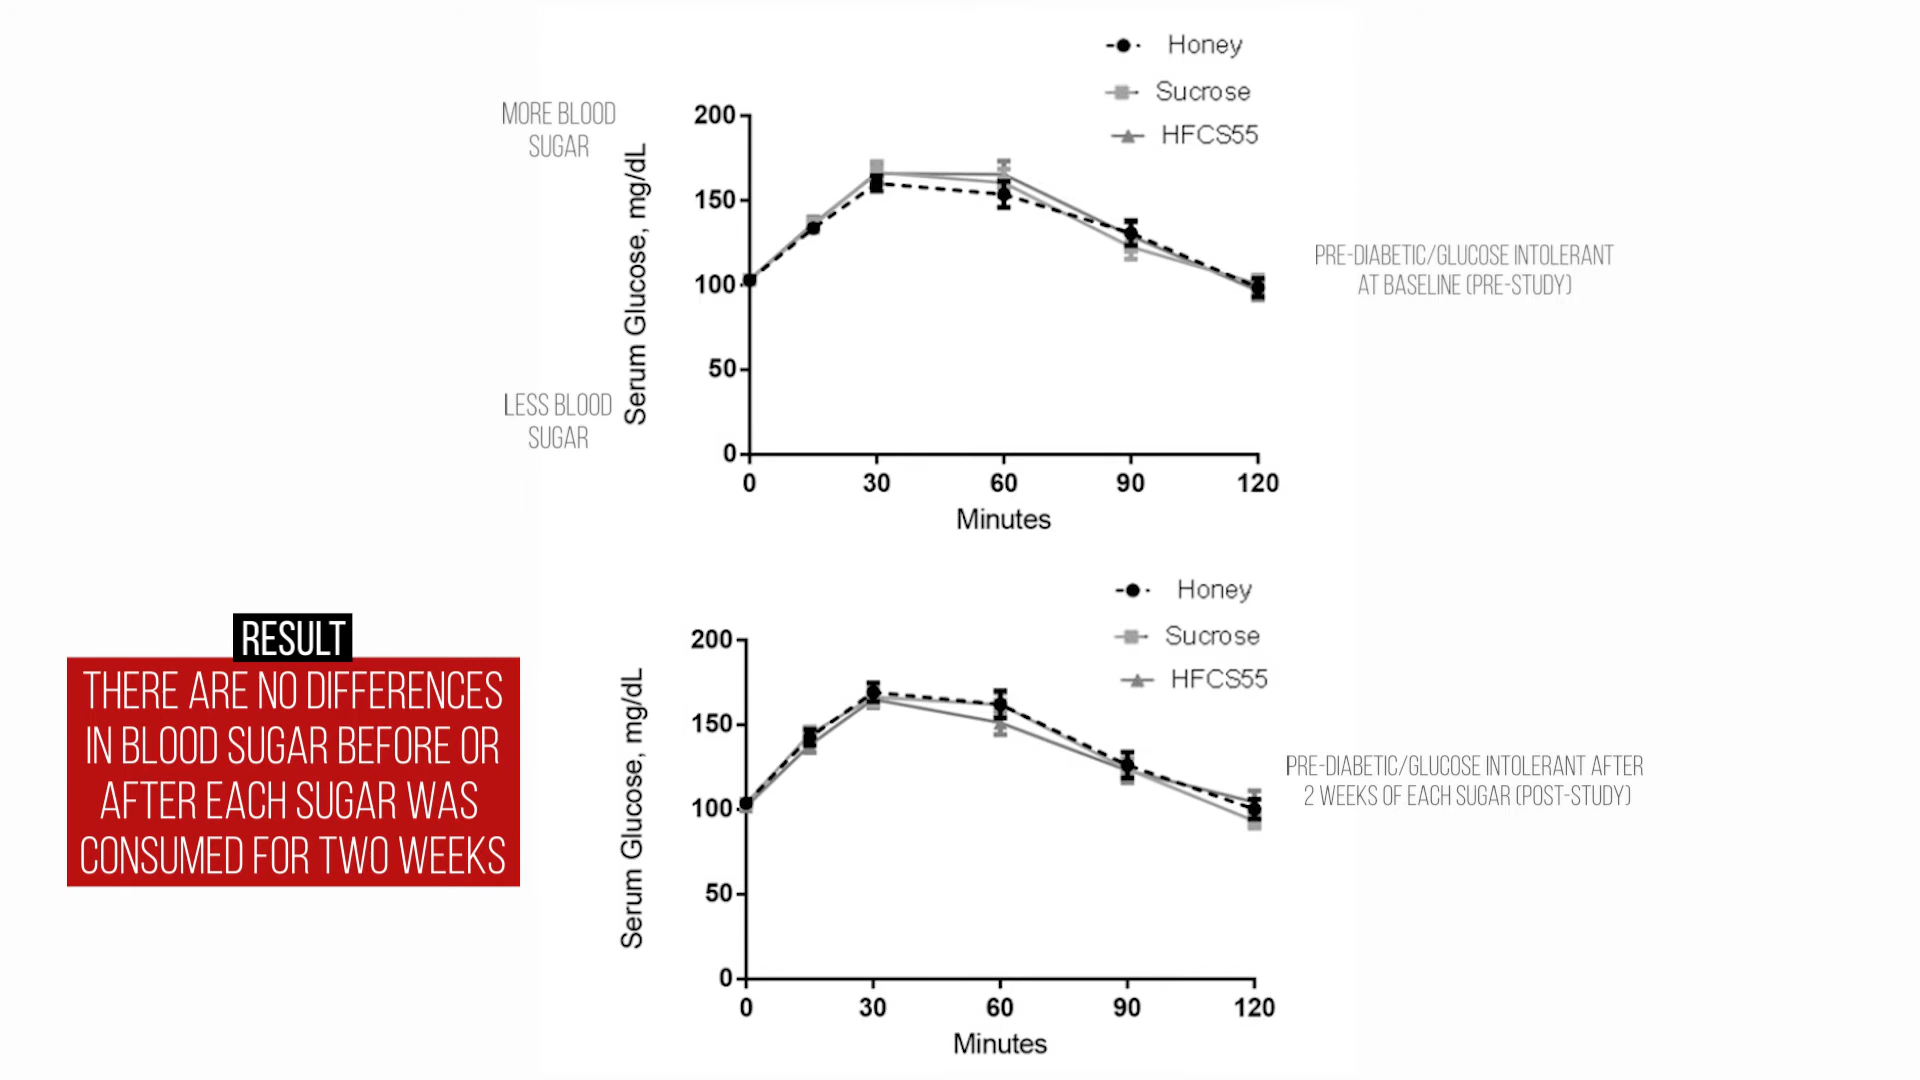 Honey
Sucrose
HFCS55
MORE BLOOD
SUGAR
LESS BLOOD
SUGAR
Serum Glucose, mg/dL
200
150
100
50
0
0 30 60 90 120
Minutes
PRE-DIABETIC/GLUCOSE INTOLERANT
AT BASELINE (PRE-STUDY)
RESULT
THERE ARE NO DIFFERENCES
IN BLOOD SUGAR BEFORE OR
AFTER EACH SUGAR WAS
CONSUMED FOR TWO WEEKS
Honey
Sucrose
HFCS55
Serum Glucose, mg/dL
200
150
100
50
0
0 30 60 90 120
Minutes
PRE-DIABETIC/GLUCOSE INTOLERANT AFTER
2 WEEKS OF EACH SUGAR (POST-STUDY)